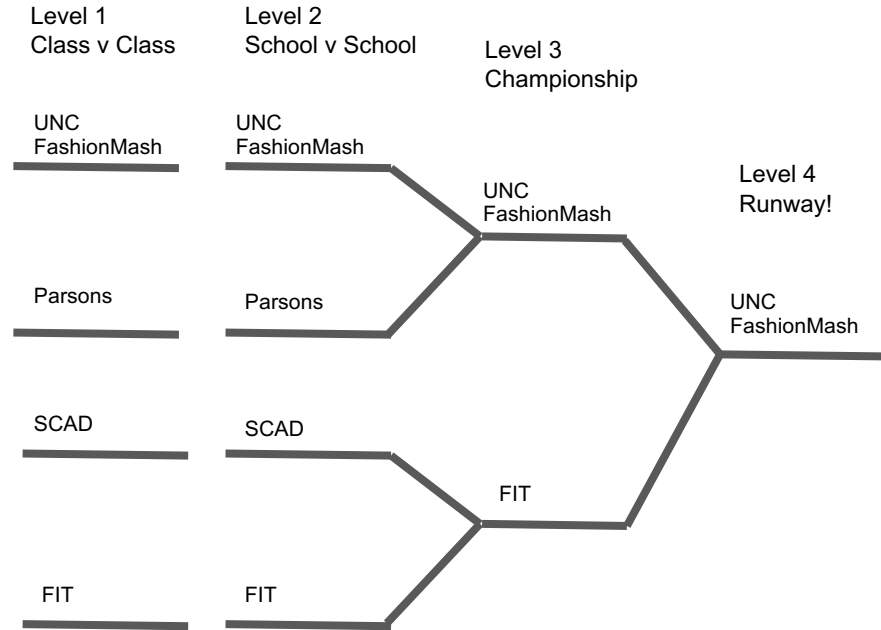 Level 1
Class v Class
Level 2
School v School
Level 3
Championship
Level 4
Runway!
UNC
FashionMash
UNC
FashionMash
UNC
FashionMash
UNC
FashionMash
Parsons
Parsons
SCAD
SCAD
FIT
FIT
FIT